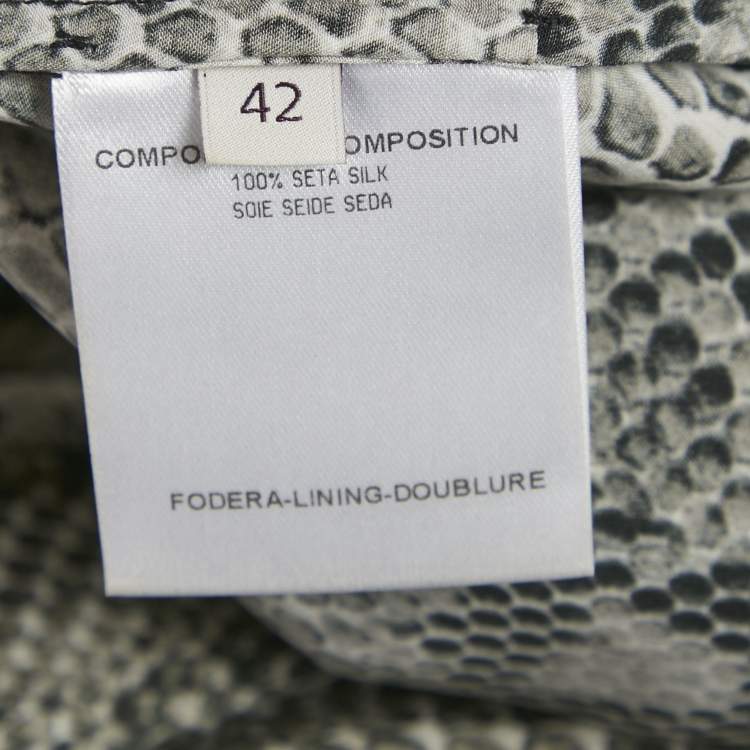 42
COMPO OMPOSITION
100% SETA SILK
SOIE SEIDE SEDA
FODERA-LINING-DOUBLURE